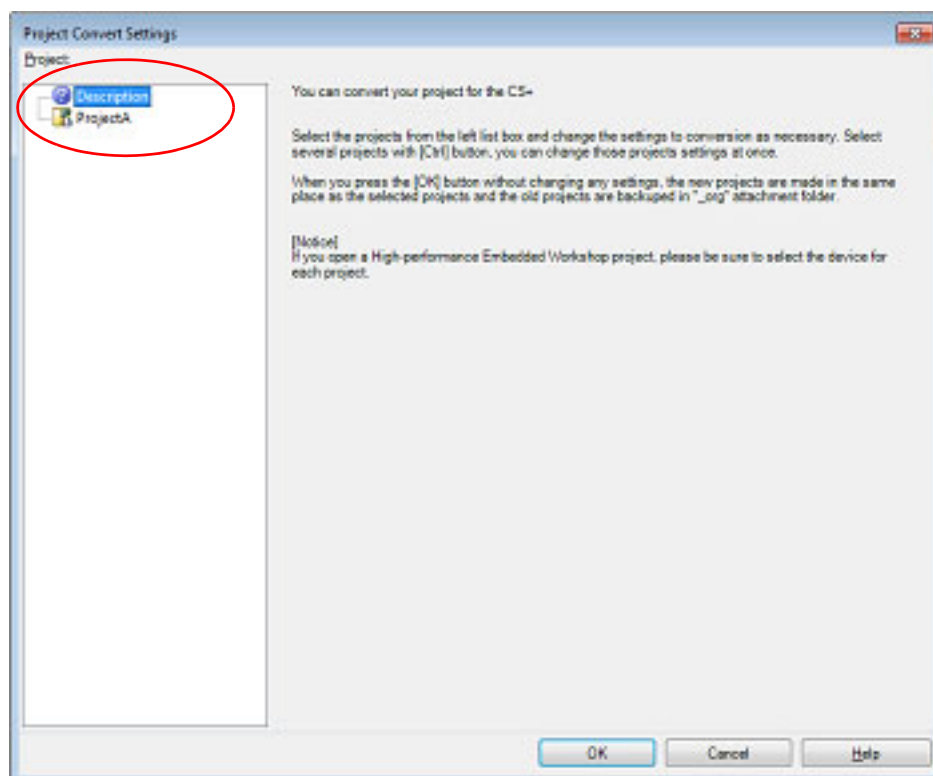 Project Convert Settings
Project:
Description
ProjectA
You can convert your project for the CS+
Select the projects from the left list box and change the settings to conversion as necessary. Select
several projects with [Ctrl] button, you can change those projects settings at once.
When you press the [OK] button without changing any settings, the new projects are made in the same
place as the selected projects and the old projects are backuped in "_org" attachment folder.
[Notice]
If you open a High-performance Embedded Workshop project, please be sure to select the device for
each project.
OK
Cancel
Help